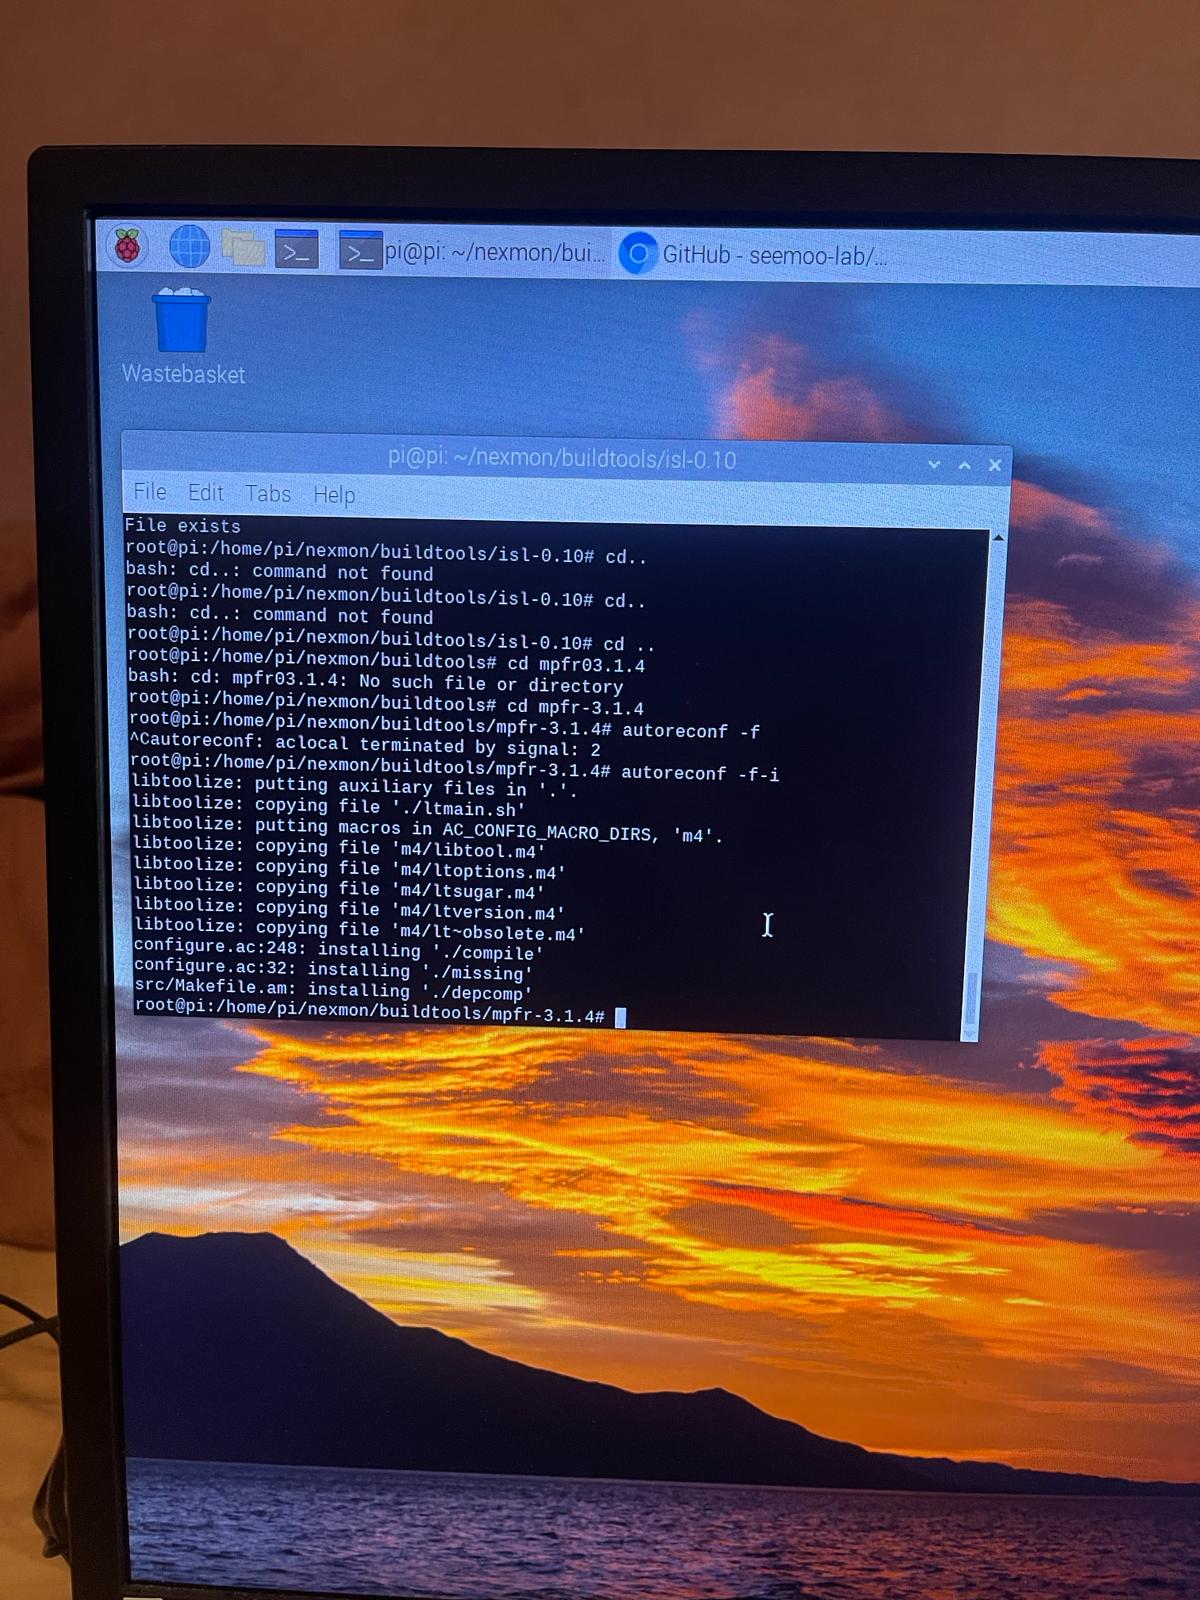 pi@pi: ~/nexmon/bui...
GitHub - seemoo-lab/...
Wastebasket
pi@pi: ~/nexmon/buildtools/isl-0.10
File Edit Tabs Help
File exists
root@pi:/home/pi/nexmon/buildtools/isl-0.10# cd..
bash: cd..: command not found
root@pi:/home/pi/nexmon/buildtools/isl-0.10# cd..
bash: cd..: command not found
root@pi:/home/pi/nexmon/buildtools/isl-0.10# cd ..
root@pi:/home/pi/nexmon/buildtools# cd mpfr03.1.4
bash: cd: mpfr03.1.4: No such file or directory
root@pi:/home/pi/nexmon/buildtools# cd mpfr-3.1.4
root@pi:/home/pi/nexmon/buildtools/mpfr-3.1.4# autoreconf -f
^Cautoreconf: aclocal terminated by signal: 2
root@pi:/home/pi/nexmon/buildtools/mpfr-3.1.4# autoreconf -f-i
libtoolize: putting auxiliary files in '.'.
libtoolize: copying file './ltmain.sh'
libtoolize: putting macros in AC_CONFIG_MACRO_DIRS, 'm4'.
libtoolize: copying file 'm4/libtool.m4'
libtoolize: copying file 'm4/ltoptions.m4'
libtoolize: copying file 'm4/ltsugar.m4'
libtoolize: copying file 'm4/ltversion.m4'
libtoolize: copying file 'm4/lt~obsolete.m4'
configure.ac:248: installing './compile'
configure.ac:32: installing './missing'
src/Makefile.am: installing './depcomp'
root@pi:/home/pi/nexmon/buildtools/mpfr-3.1.4#